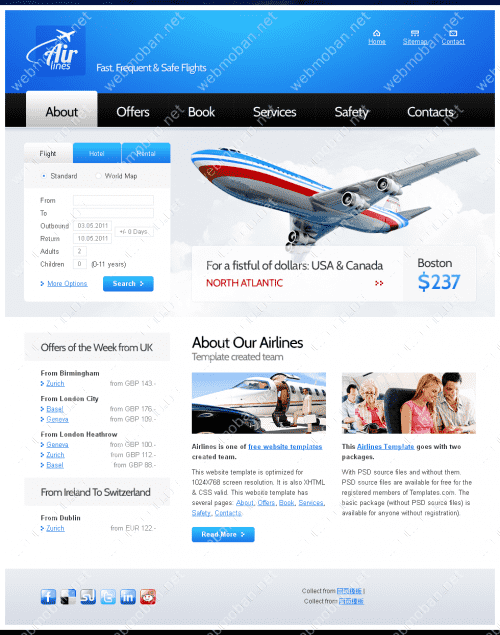 Air
lines
Fast, Frequent & Safe Flights
Home Sitemap Contact
About Offers Book Services Safety Contacts
Flight Hotel Rental
Standard World Map
From
To
Outbound 03.05.2011
+/- 0 Days
Return 10.05.2011
Adults 2
Children 0 (0-11 years)
More Options Search
For a fistful of dollars: USA & Canada
NORTH ATLANTIC
Boston
$237
Offers of the Week from UK
From Birmingham
Zurich from GBP 143.-
From London City
Basel from GBP 176.-
Geneva from GBP 109.-
From London Heathrow
Geneva from GBP 100.-
Zurich from GBP 112.-
Basel from GBP 88.-
From Ireland To Switzerland
From Dublin
Zurich from EUR 122.-
About Our Airlines
Template created team
Airlines is one of free website templates
created team.
This website template is optimized for
1024X768 screen resolution. It is also XHTML
& CSS valid. This website template has
several pages: About, Offers, Book, Services,
Safety, Contacts.
Read More
This Airlines Template goes with two
packages.
With PSD source files and without them.
PSD source files are available for free for the
registered members of Templates.com. The
basic package (without PSD source files) is
available for anyone without registration).
Collect from 网页模板 |
Collect from 网页模板
webmoban.net